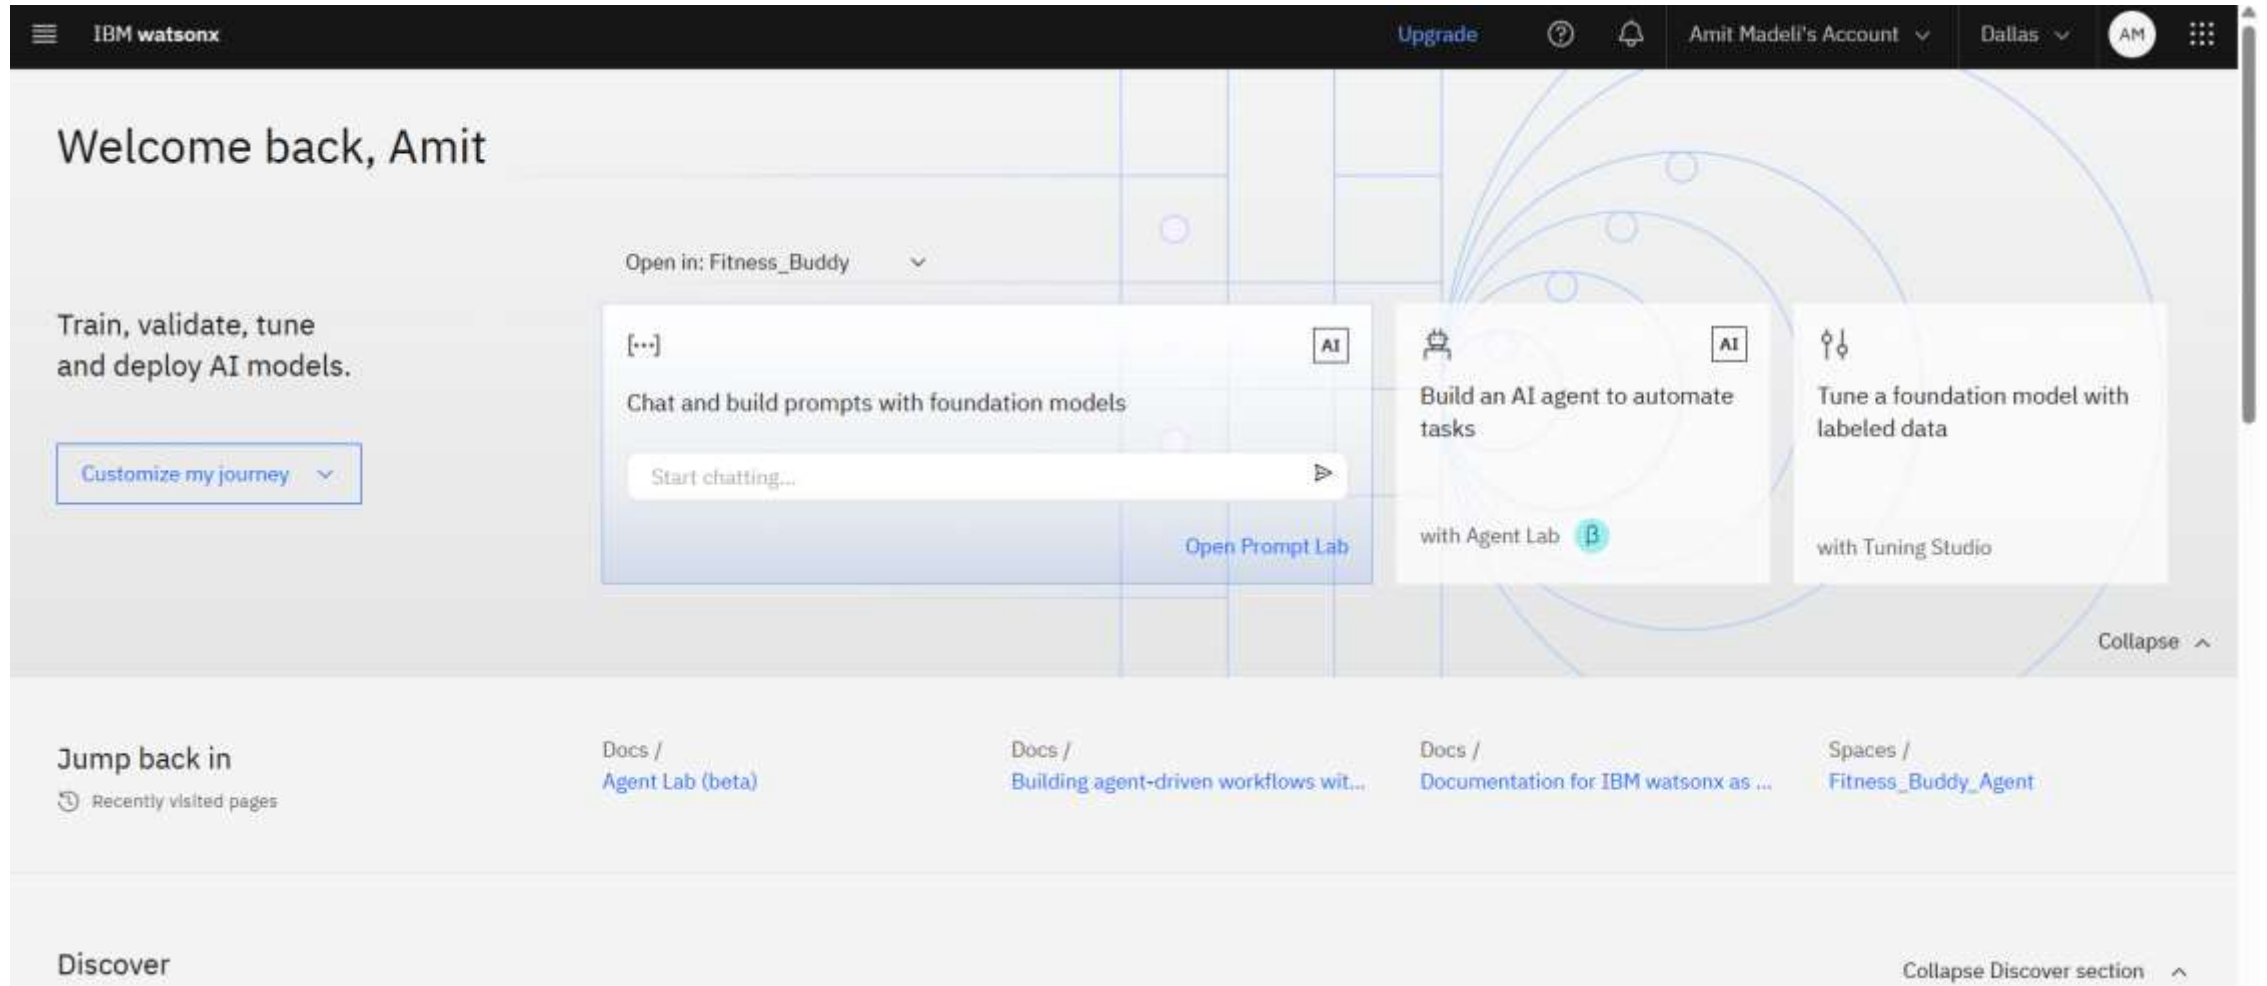 IBM watsonx
Upgrade
Amit Madeli's Account
Dallas
AM
Welcome back, Amit
Open in: Fitness_Buddy
Train, validate, tune
and deploy AI models.
Customize my journey
[...]
AI
Chat and build prompts with foundation models
Start chatting...
Open Prompt Lab
AI
Build an AI agent to automate
tasks
with Agent Lab β
Tune a foundation model with
labeled data
with Tuning Studio
Collapse
Jump back in
Recently visited pages
Docs /
Agent Lab (beta)
Docs /
Building agent-driven workflows wit...
Docs /
Documentation for IBM watsonx as ...
Spaces /
Fitness_Buddy_Agent
Discover
Collapse Discover section